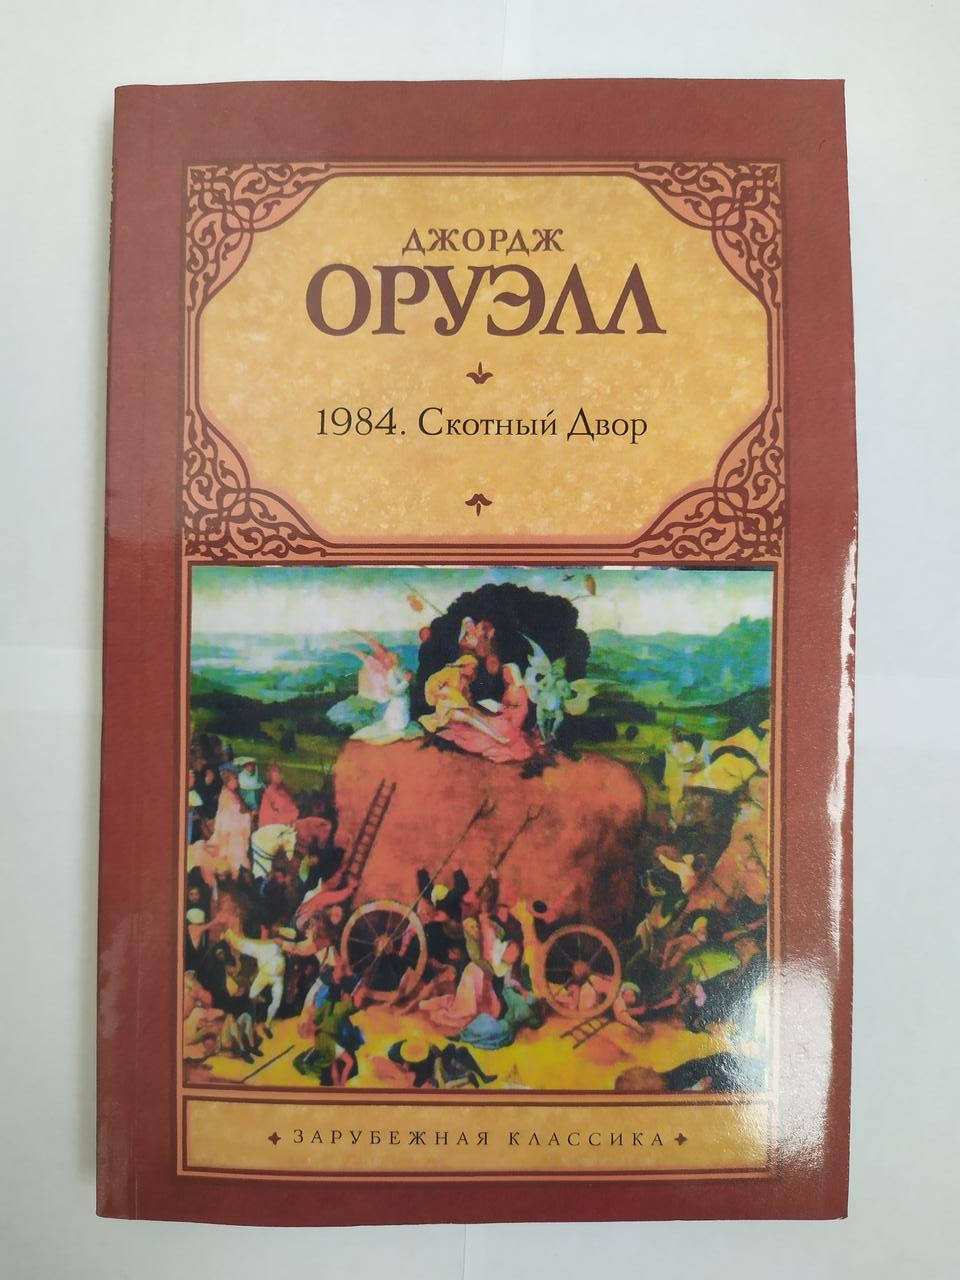 ДЖОРДЖ
ОРУЭЛЛ
1984. Скотный Двор
ЗАРУБЕЖНАЯ КЛАССИКА